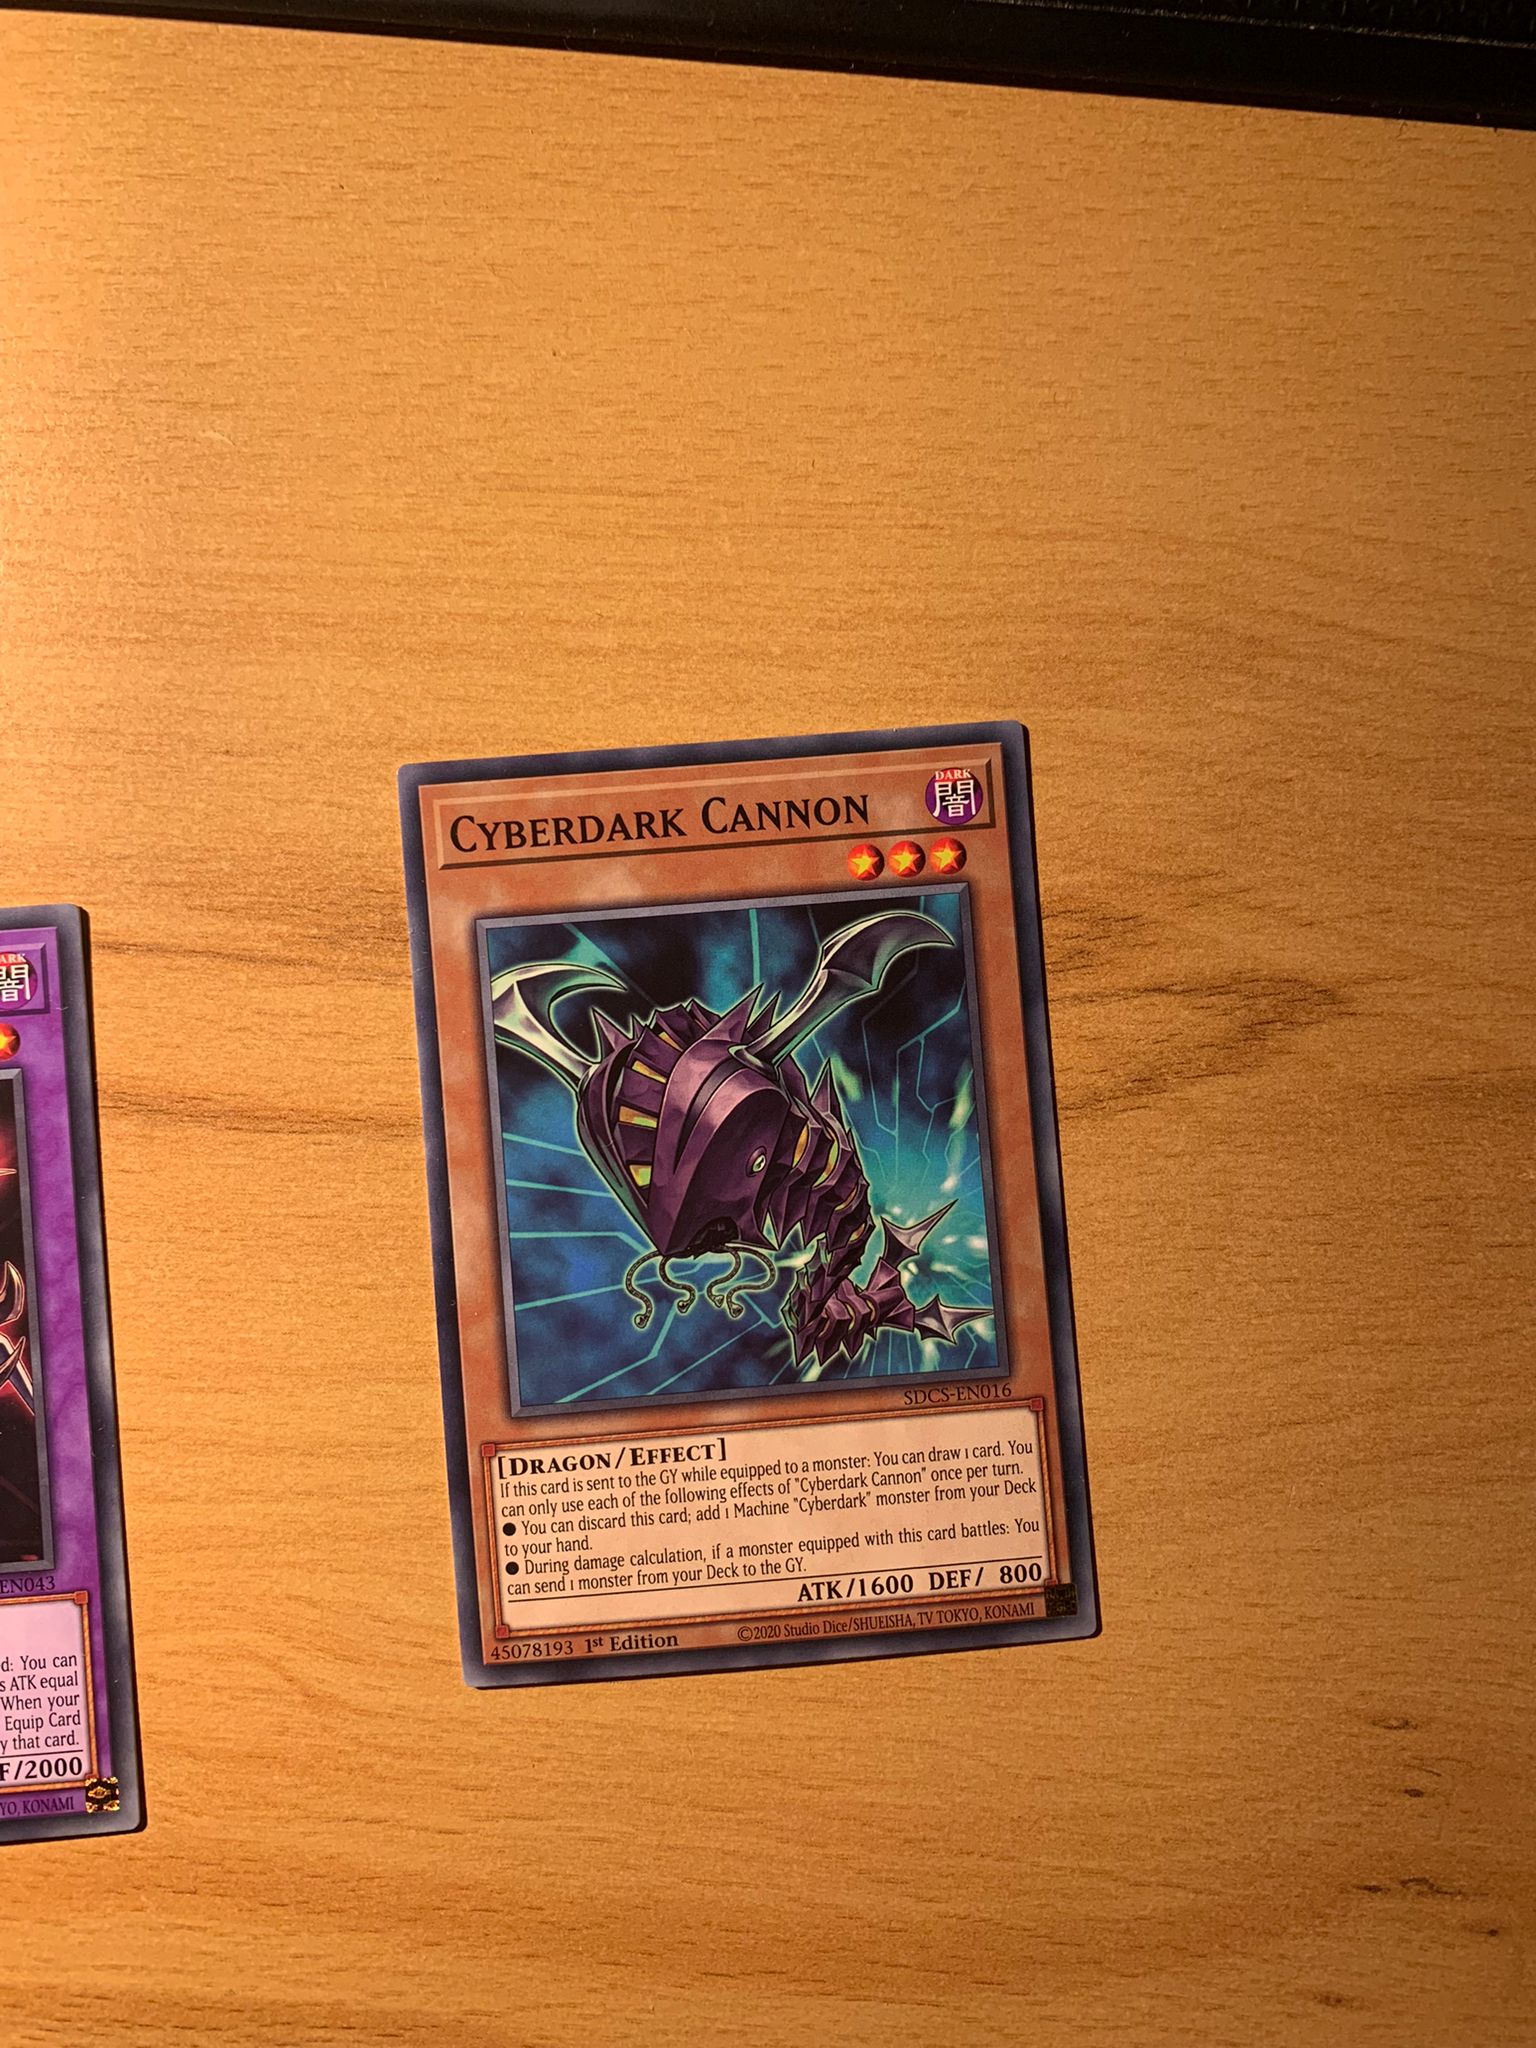 CYBERDARK CANNON
DARK
闇
SDCS-EN016
[DRAGON/EFFECT]
If this card is sent to the GY while equipped to a monster: You can draw 1 card. You
can only use each of the following effects of "Cyberdark Cannon" once per turn.
● You can discard this card; add 1 Machine "Cyberdark" monster from your Deck
to your hand.
● During damage calculation, if a monster equipped with this card battles: You
can send 1 monster from your Deck to the GY.
ATK/1600 DEF/ 800
45078193 1st Edition
©2020 Studio Dice/SHUEISHA, TV TOKYO, KONAMI
ARK
闇
EN043
d: You can
s ATK equal
When your
Equip Card
y that card.
F/2000
YO, KONAMI